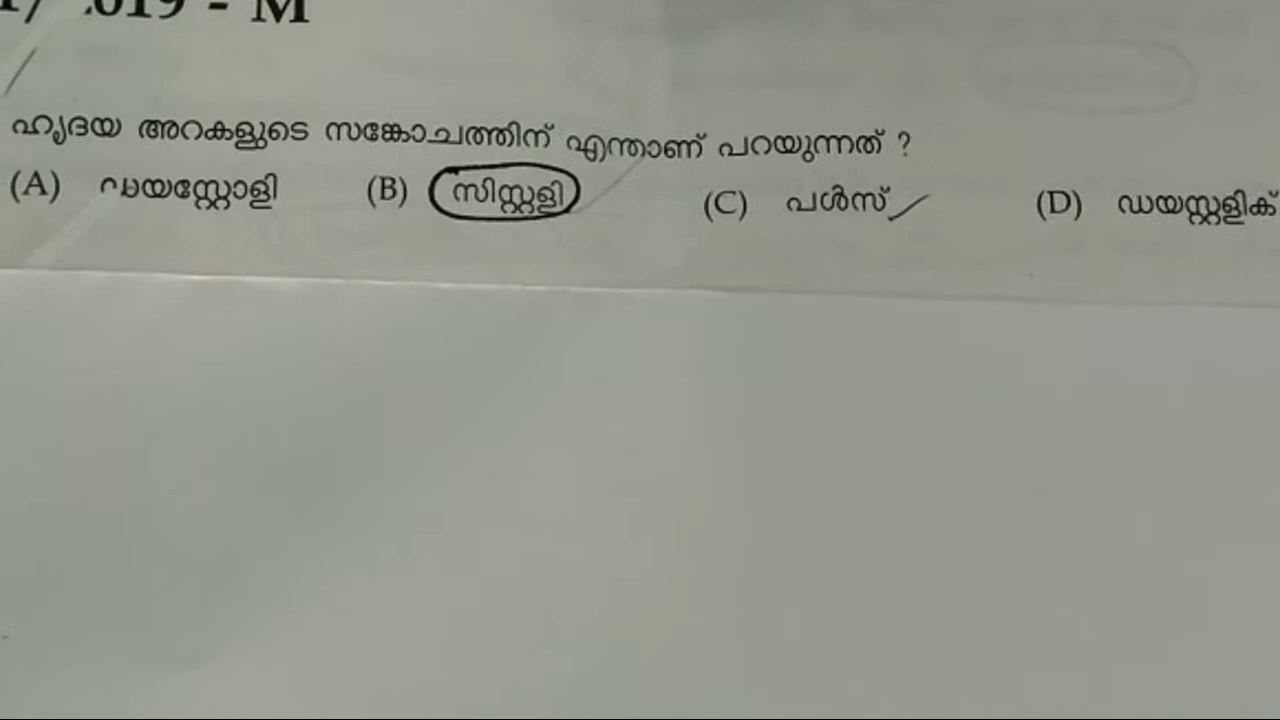 019 - M
ഹൃദയ അറകളുടെ സങ്കോചത്തിന് എന്താണ് പറയുന്നത് ?
(A) ഡയസ്റ്റോളി (B) സിസ്റ്റളി (C) പൾസ് (D) ഡയസ്റ്റളിക്